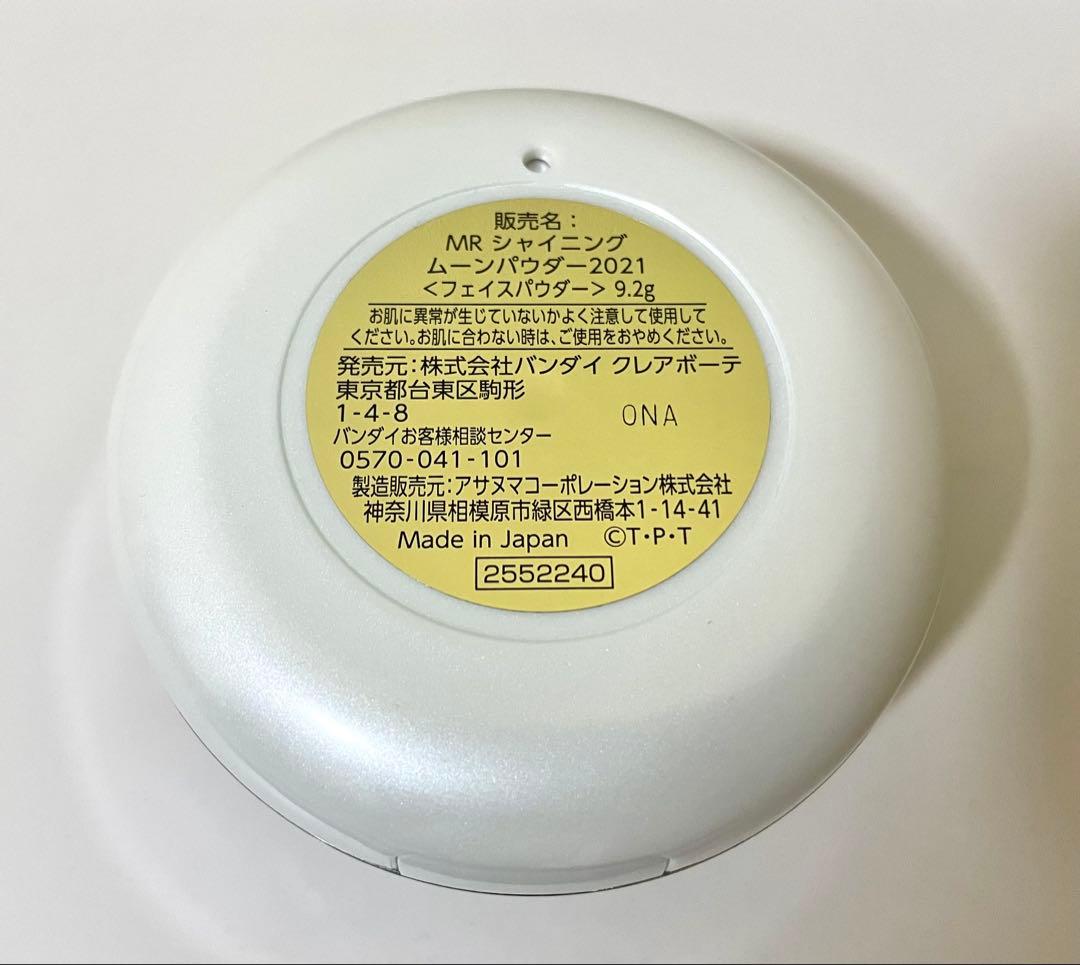 販売名：
MR シャイニング
ムーンパウダー2021
＜フェイスパウダー＞ 9.2g
お肌に異常が生じていないかよく注意して使用して
ください。お肌に合わない時は、ご使用をおやめください。
発売元：株式会社バンダイ クレアボーテ
東京都台東区駒形
1-4-8 ONA
バンダイお客様相談センター
0570-041-101
製造販売元：アサヌマコーポレーション株式会社
神奈川県相模原市緑区西橋本1-14-41
Made in Japan ©T・P・T
2552240